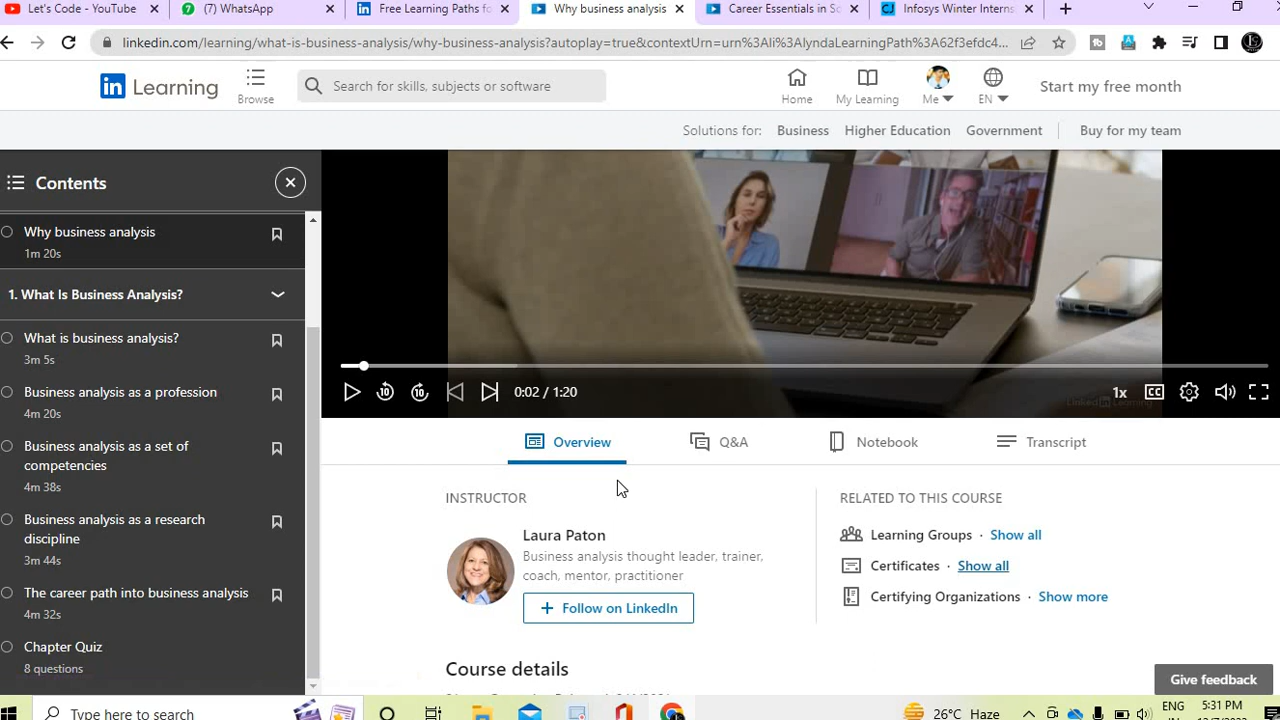 Let's Code - YouTube
(7) WhatsApp
Free Learning Paths fo
Why business analysis
Career Essentials in So
Infosys Winter Interns
linkedin.com/learning/what-is-business-analysis/why-business-analysis?autoplay=true&contextUrn=urn%3Ali%3AlyndaLearningPath%3A62f3efdc4...
in Learning
Browse
Search for skills, subjects or software
Home
My Learning
Me
EN
Start my free month
Solutions for:
Business
Higher Education
Government
Buy for my team
Contents
Why business analysis
1m 20s
1. What Is Business Analysis?
What is business analysis?
3m 5s
Business analysis as a profession
4m 20s
Business analysis as a set of
competencies
4m 38s
Business analysis as a research
discipline
3m 44s
The career path into business analysis
4m 32s
Chapter Quiz
8 questions
10
10
0:02 / 1:20
1x
CC
Linked in Learning
Overview
Q&A
Notebook
Transcript
INSTRUCTOR
Laura Paton
Business analysis thought leader, trainer,
coach, mentor, practitioner
+ Follow on LinkedIn
RELATED TO THIS COURSE
Learning Groups · Show all
Certificates · Show all
Certifying Organizations · Show more
Course details
Give feedback
Type here to search
26°C Haze
ENG
5:31 PM